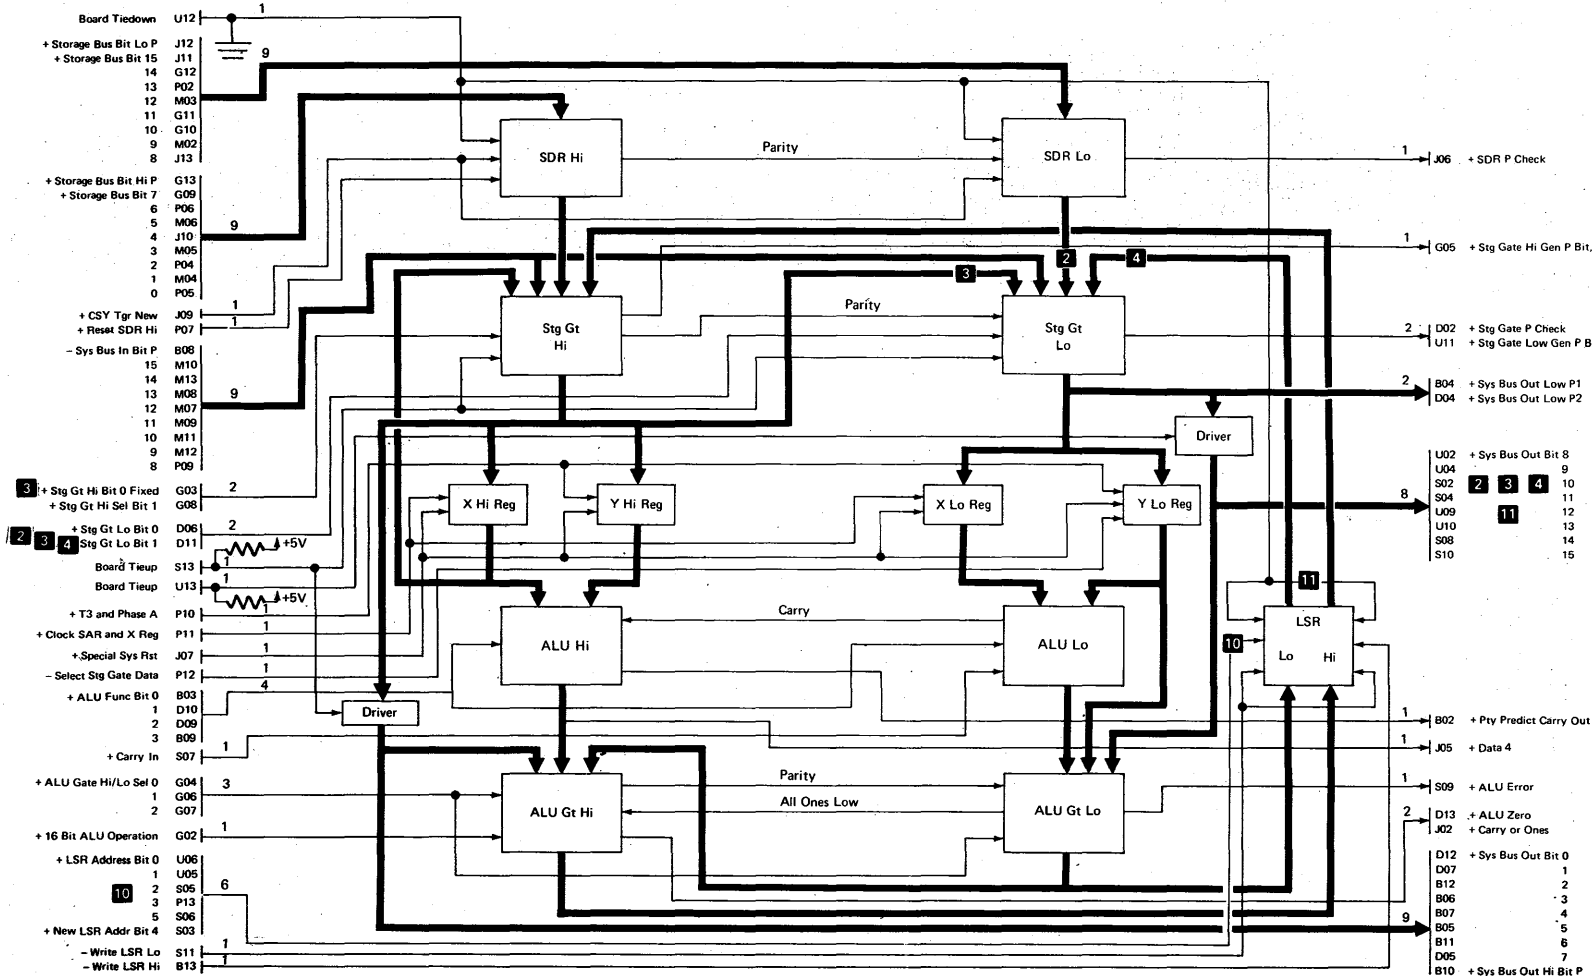 Board Tiedown U12 1
+ Storage Bus Bit Lo P J12
+ Storage Bus Bit 15 J11 9
14 G12
13 P02
12 M03
11 G11
10 G10
9 M02
8 J13
+ Storage Bus Bit Hi P G13
+ Storage Bus Bit 7 G09
6 P06
5 M06
4 J10 9
3 M05
2 P04
1 M04
0 P05
+ CSY Tgr New J09 1
+ Reset SDR Hi P07 1
- Sys Bus In Bit P B08
15 M10
14 M13
13 M08
12 M07 9
11 M09
10 M11
9 M12
8 P09
3 + Stg Gt Hi Bit 0 Fixed G03 2
+ Stg Gt Hi Sel Bit 1 G08
+ Stg Gt Lo Bit 0 D06 2
2 3 4 Stg Gt Lo Bit 1 D11
+5V
Board Tieup S13 1
Board Tieup U13 1
+5V
+ T3 and Phase A P10 1
+ Clock SAR and X Reg P11 1
+ Special Sys Rst J07 1
- Select Stg Gate Data P12 1
+ ALU Func Bit 0 B03 4
1 D10
2 D09
3 B09
+ Carry In S07 1
+ ALU Gate Hi/Lo Sel 0 G04 3
1 G06
2 G07
+ 16 Bit ALU Operation G02 1
+ LSR Address Bit 0 U06
1 U05
10 2 S05 6
3 P13
5 S06
+ New LSR Addr Bit 4 S03
- Write LSR Lo S11 1
- Write LSR Hi B13 1
SDR Hi
Parity
SDR Lo
2
4
3
Stg Gt
Hi
Parity
Stg Gt
Lo
Driver
X Hi Reg
Y Hi Reg
X Lo Reg
Y Lo Reg
ALU Hi
Carry
ALU Lo
11
LSR
10
Lo Hi
Driver
ALU Gt Hi
Parity
All Ones Low
ALU Gt Lo
1 J06 + SDR P Check
1 G05 + Stg Gate Hi Gen P Bit,
2 D02 + Stg Gate P Check
U11 + Stg Gate Low Gen P B
2 B04 + Sys Bus Out Low P1
D04 + Sys Bus Out Low P2
U02 + Sys Bus Out Bit 8
U04 9
S02 2 3 4 10
8 S04 11
U09 11 12
U10 13
S08 14
S10 15
1 B02 + Pty Predict Carry Out
1 J05 + Data 4
1 S09 + ALU Error
2 D13 + ALU Zero
J02 + Carry or Ones
D12 + Sys Bus Out Bit 0
D07 1
B12 2
B06 3
B07 4
9 B05 5
B11 6
D05 7
B10 + Sys Bus Out Hi Bit P